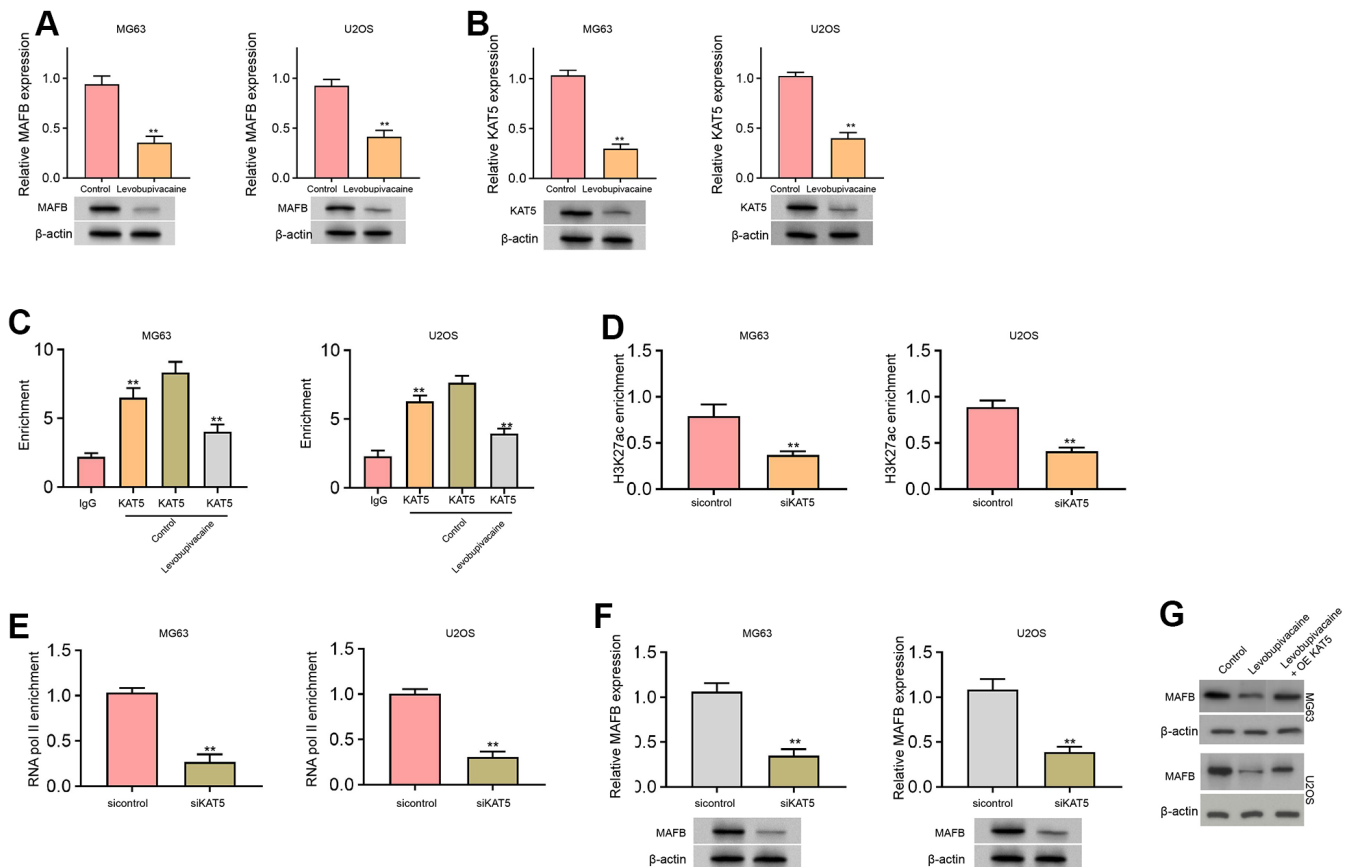 A
MG63
Relative MAFB expression
1.0
0.5
0.0
**
Control
Levobupivacaine
MAFB
β-actin
U2OS
Relative MAFB expression
1.0
0.5
0.0
**
Control
Levobupivacaine
MAFB
β-actin
B
MG63
Relative KAT5 expression
1.0
0.5
0.0
**
Control
Levobupivacaine
KAT5
β-actin
U2OS
Relative KAT5 expression
1.0
0.5
0.0
**
Control
Levobupivacaine
KAT5
β-actin
C
MG63
Enrichment
10
5
0
**
**
IgG
KAT5
KAT5
KAT5
Control
Levobupivacaine
U2OS
Enrichment
10
5
0
**
**
IgG
KAT5
KAT5
KAT5
Control
Levobupivacaine
D
MG63
H3K27ac enrichment
1.5
1.0
0.5
0.0
**
sicontrol
siKAT5
U2OS
H3K27ac enrichment
1.5
1.0
0.5
0.0
**
sicontrol
siKAT5
E
MG63
RNA pol II enrichment
1.5
1.0
0.5
0.0
**
sicontrol
siKAT5
U2OS
RNA pol II enrichment
1.5
1.0
0.5
0.0
**
sicontrol
siKAT5
F
MG63
Relative MAFB expression
1.5
1.0
0.5
0.0
**
sicontrol
siKAT5
MAFB
β-actin
U2OS
Relative MAFB expression
1.5
1.0
0.5
0.0
**
sicontrol
siKAT5
MAFB
β-actin
G
Control
Levobupivacaine
Levobupivacaine
+ OE KAT5
MAFB
β-actin
MG63
MAFB
β-actin
U2OS